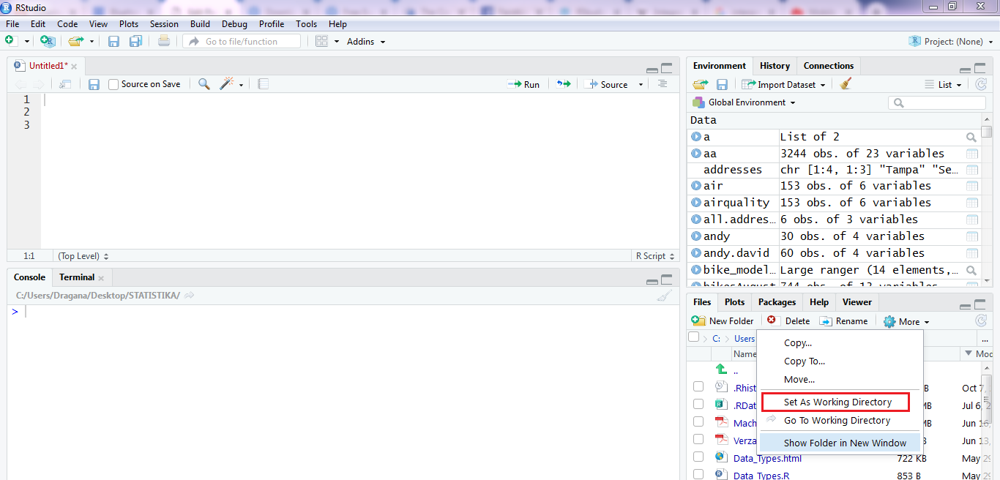 RStudio
File Edit Code View Plots Session Build Debug Profile Tools Help
Go to file/function Addins Project: (None)
Untitled1*
Source on Save Run Source
1
2
3
1:1 (Top Level) R Script
Console Terminal
C:/Users/Dragana/Desktop/STATISTIKA/
>
Environment History Connections
Import Dataset List
Global Environment
Data
a List of 2
aa 3244 obs. of 23 variables
addresses chr [1:4, 1:3] "Tampa" "Se…
air 153 obs. of 6 variables
airquality 153 obs. of 6 variables
all.addres… 6 obs. of 3 variables
andy 30 obs. of 4 variables
andy.david 60 obs. of 4 variables
bike_model… Large ranger (14 elements,…
bikesAugust 744 obs. of 13 variables
Files Plots Packages Help Viewer
New Folder Delete Rename More
C: Users ...
Name Mod
..
.Rhist B Oct 7,
.RDat MB Jul 6, 2
Mach MB Jun 16,
Verza B Jun 13,
Data_Types.html 722 KB May 29
Data_Types.R 853 B May 29
Copy...
Copy To...
Move...
Set As Working Directory
Go To Working Directory
Show Folder in New Window